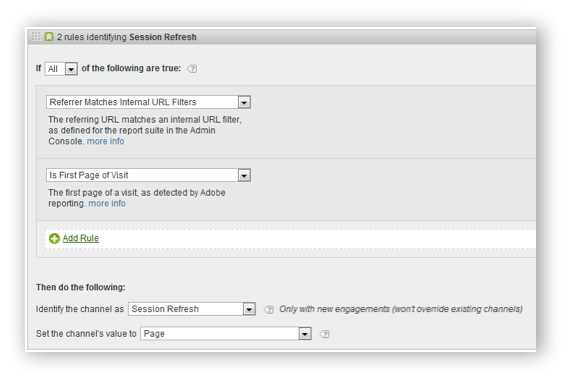 2 rules identifying Session Refresh
If All of the following are true:
Referrer Matches Internal URL Filters
The referring URL matches an internal URL filter,
as defined for the report suite in the Admin
Console. more info
Is First Page of Visit
The first page of a visit, as detected by Adobe
reporting. more info
Add Rule
Then do the following:
Identify the channel as Session Refresh Only with new engagements (won't override existing channels)
Set the channel's value to Page